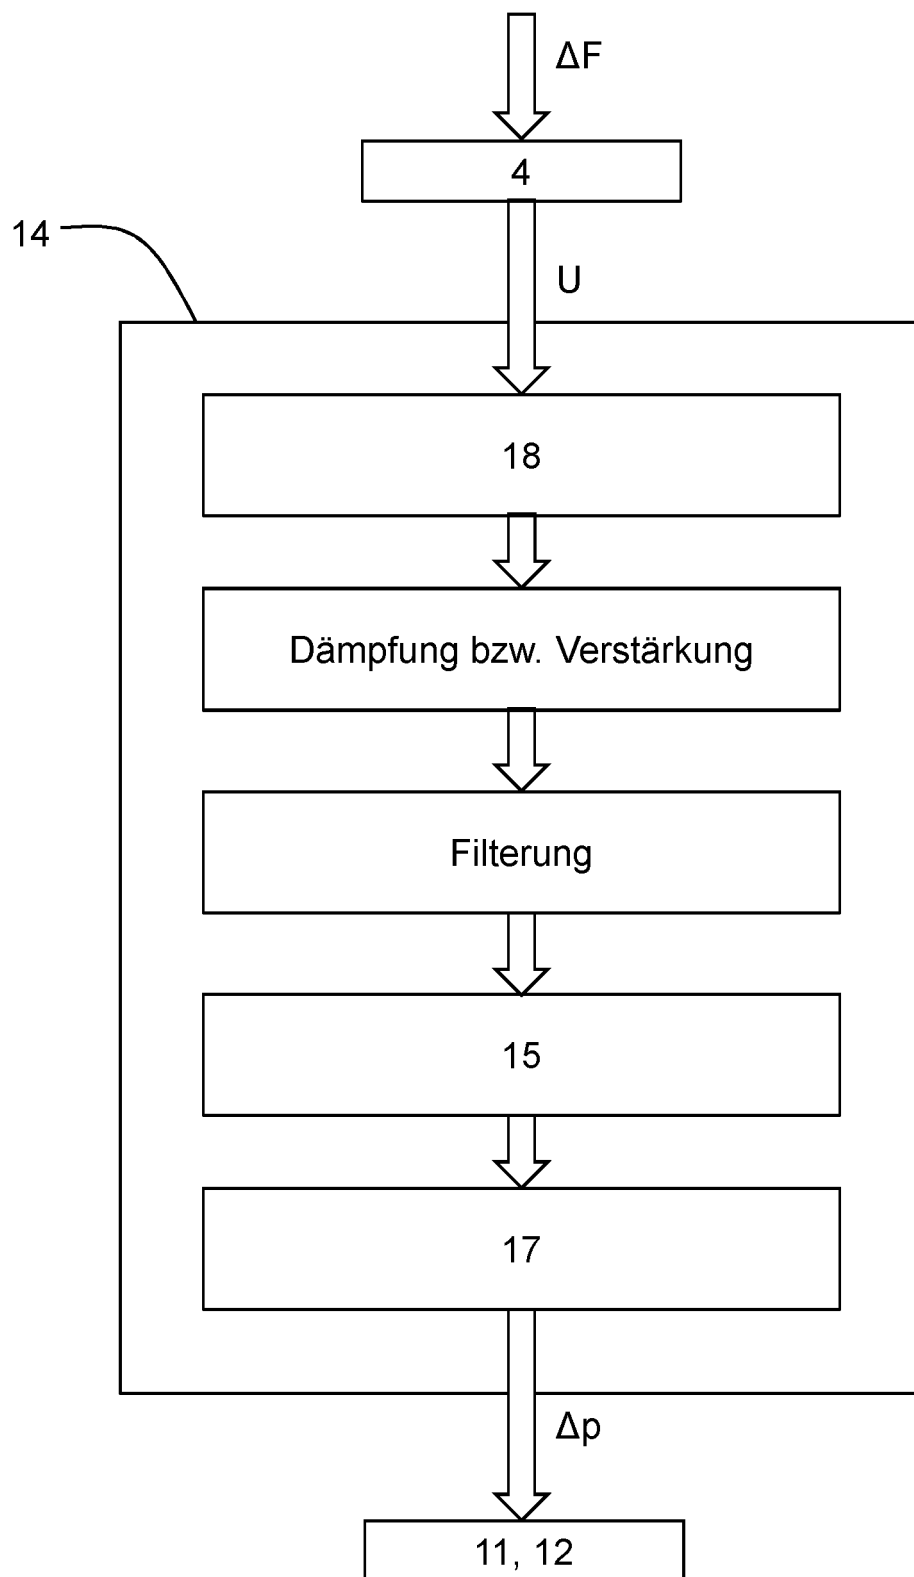 ΔF
4
14
U
18
Dämpfung bzw. Verstärkung
Filterung
15
17
Δp
11, 12